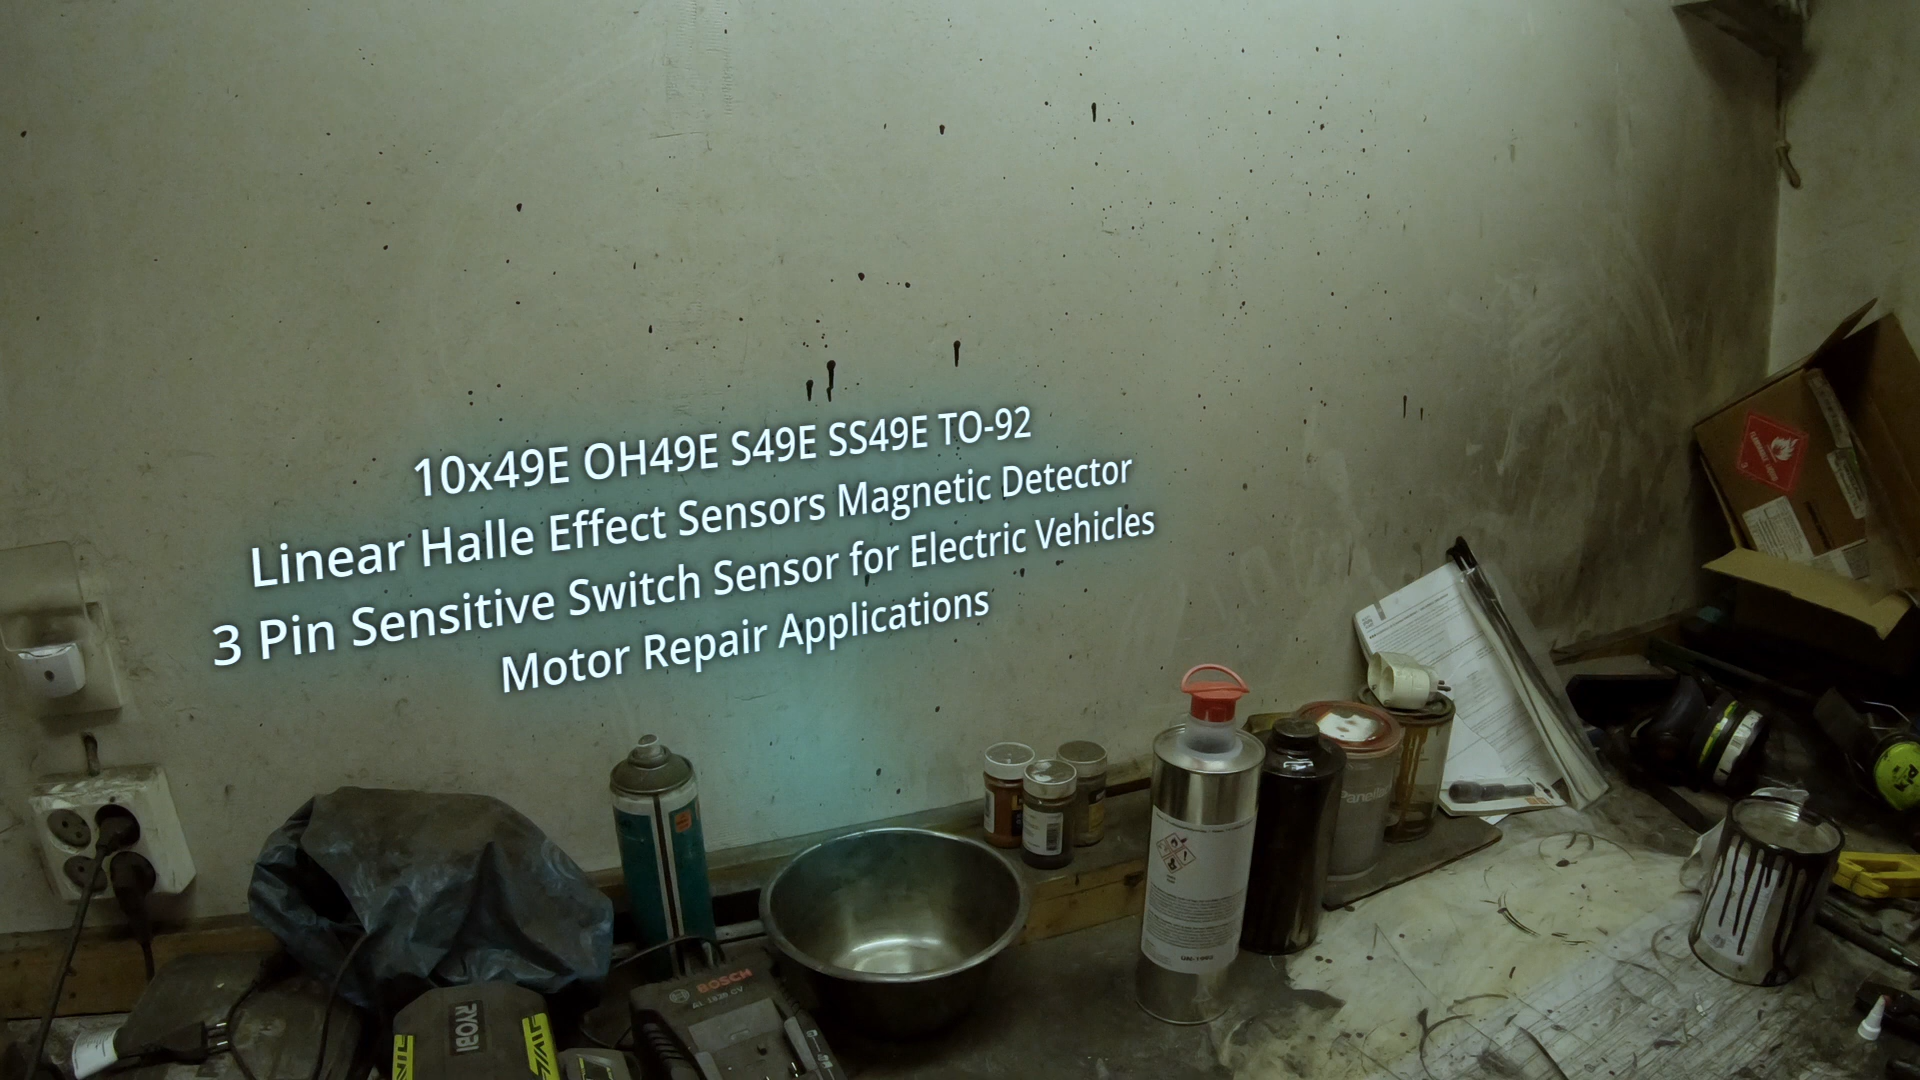 10x49E OH49E S49E SS49E TO-92
Linear Halle Effect Sensors Magnetic Detector
3 Pin Sensitive Switch Sensor for Electric Vehicles
Motor Repair Applications
BOSCH
RYOBI